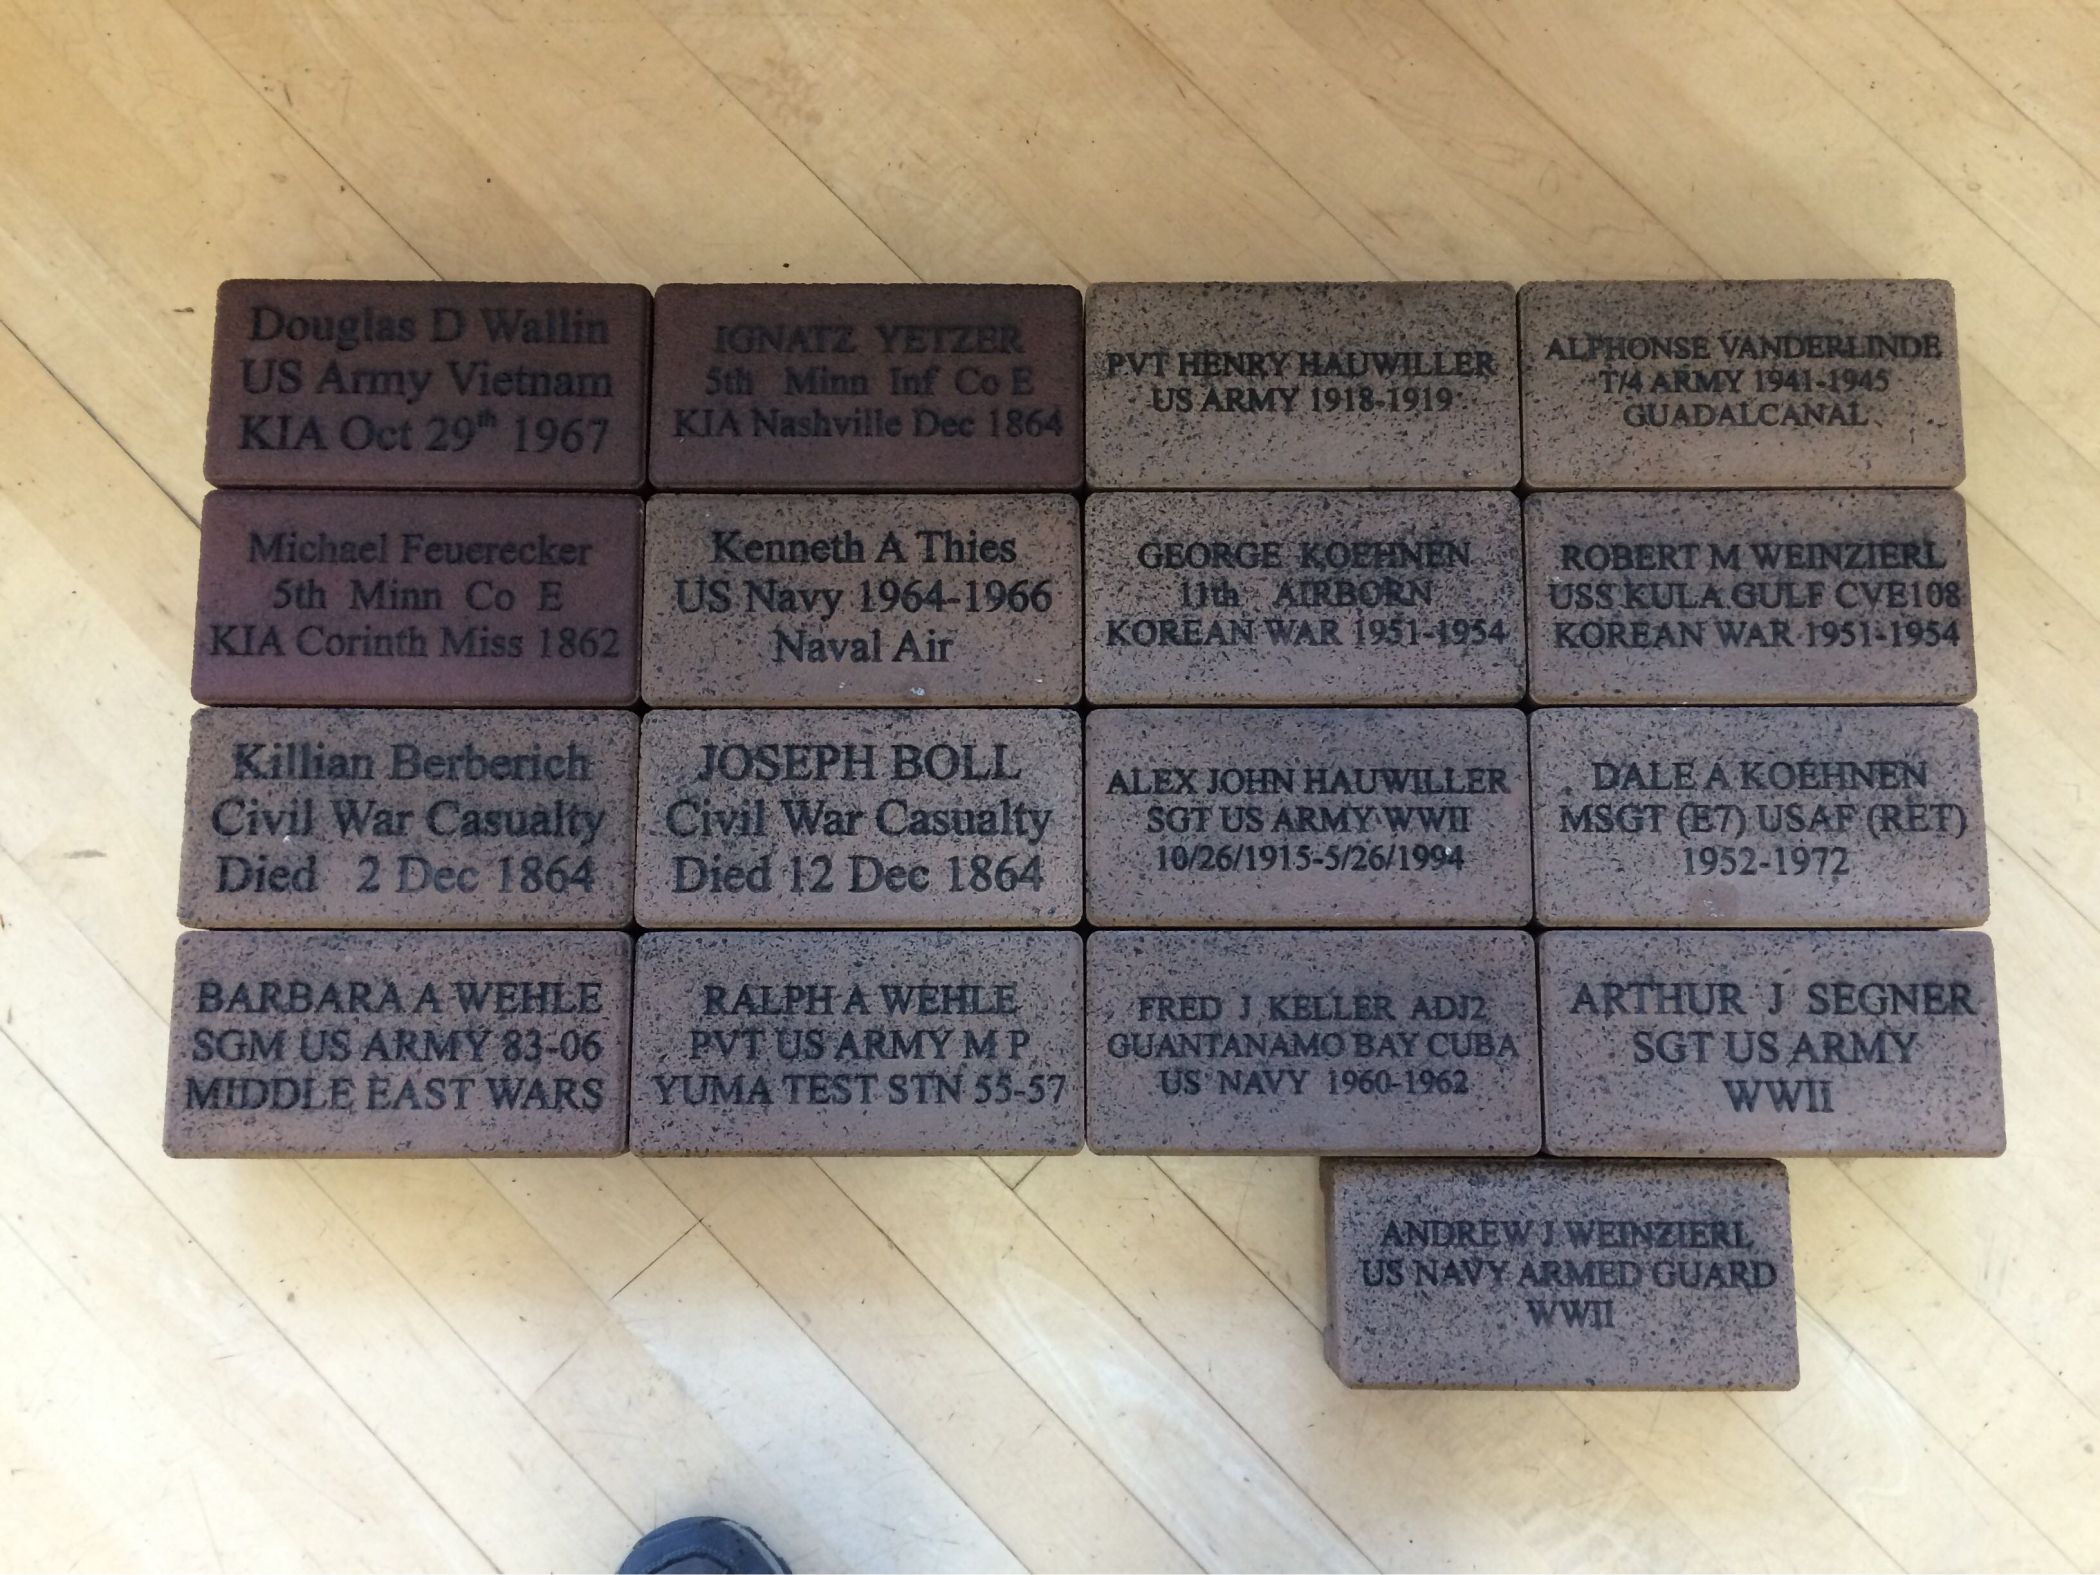 Douglas D Wallin
US Army Vietnam
KIA Oct 29th 1967
IGNATZ YETZER
5th Minn Inf Co E
KIA Nashville Dec 1864
PVT HENRY HAUWILLER
US ARMY 1918-1919
ALPHONSE VANDERLINDE
T/4 ARMY 1941-1945
GUADALCANAL
Michael Feuerecker
5th Minn Co E
KIA Corinth Miss 1862
Kenneth A Thies
US Navy 1964-1966
Naval Air
GEORGE KOEHNEN
11th AIRBORN
KOREAN WAR 1951-1954
ROBERT M WEINZIERL
USS KULA GULF CVE108
KOREAN WAR 1951-1954
Killian Berberich
Civil War Casualty
Died 2 Dec 1864
JOSEPH BOLL
Civil War Casualty
Died 12 Dec 1864
ALEX JOHN HAUWILLER
SGT US ARMY WWII
10/26/1915-5/26/1994
DALE A KOEHNEN
MSGT (E7) USAF (RET)
1952-1972
BARBARA A WEHLE
SGM US ARMY 83-06
MIDDLE EAST WARS
RALPH A WEHLE
PVT US ARMY M P
YUMA TEST STN 55-57
FRED J KELLER ADJ2
GUANTANAMO BAY CUBA
US NAVY 1960-1962
ARTHUR J SEGNER
SGT US ARMY
WWII
ANDREW J WEINZIERL
US NAVY ARMED GUARD
WWII